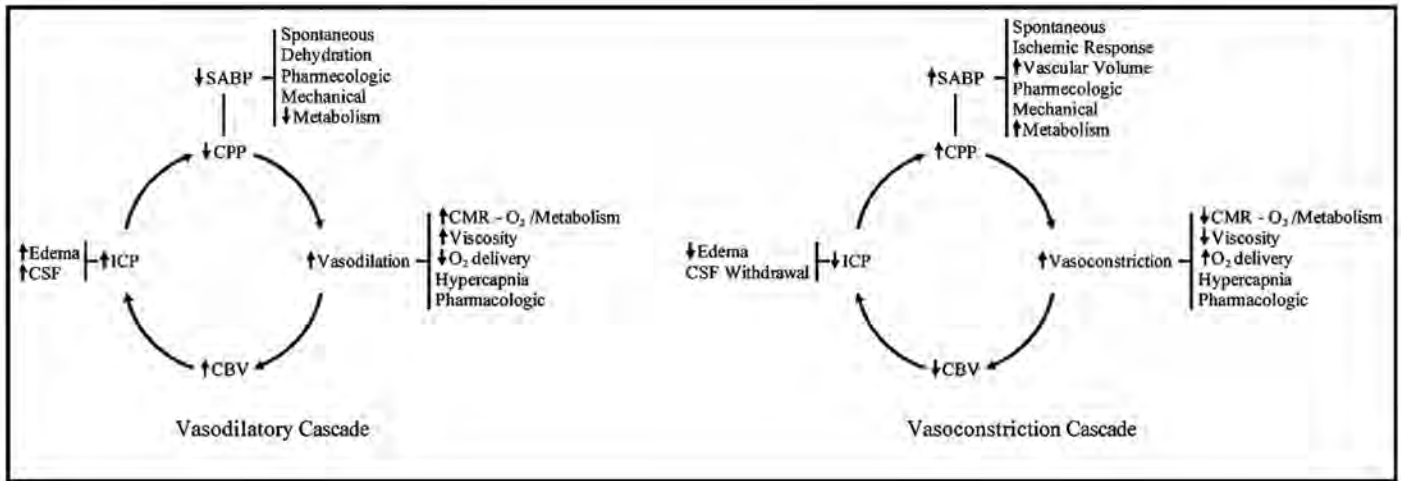 Spontaneous
Dehydration
↓SABP
Pharmecologic
Mechanical
↓Metabolism
↓CPP
↑CMR - O₂ /Metabolism
↑Viscosity
↑Vasodilation
↓O₂ delivery
Hypercapnia
Pharmacologic
↑Edema
↑CSF
↑ICP
↑CBV
Vasodilatory Cascade
Spontaneous
Ischemic Response
↑SABP
↑Vascular Volume
Pharmecologic
Mechanical
↑Metabolism
↑CPP
↓CMR - O₂ /Metabolism
↓Viscosity
↑Vasoconstriction
↑O₂ delivery
Hypercapnia
Pharmacologic
↓Edema
CSF Withdrawal
↓ICP
↓CBV
Vasoconstriction Cascade